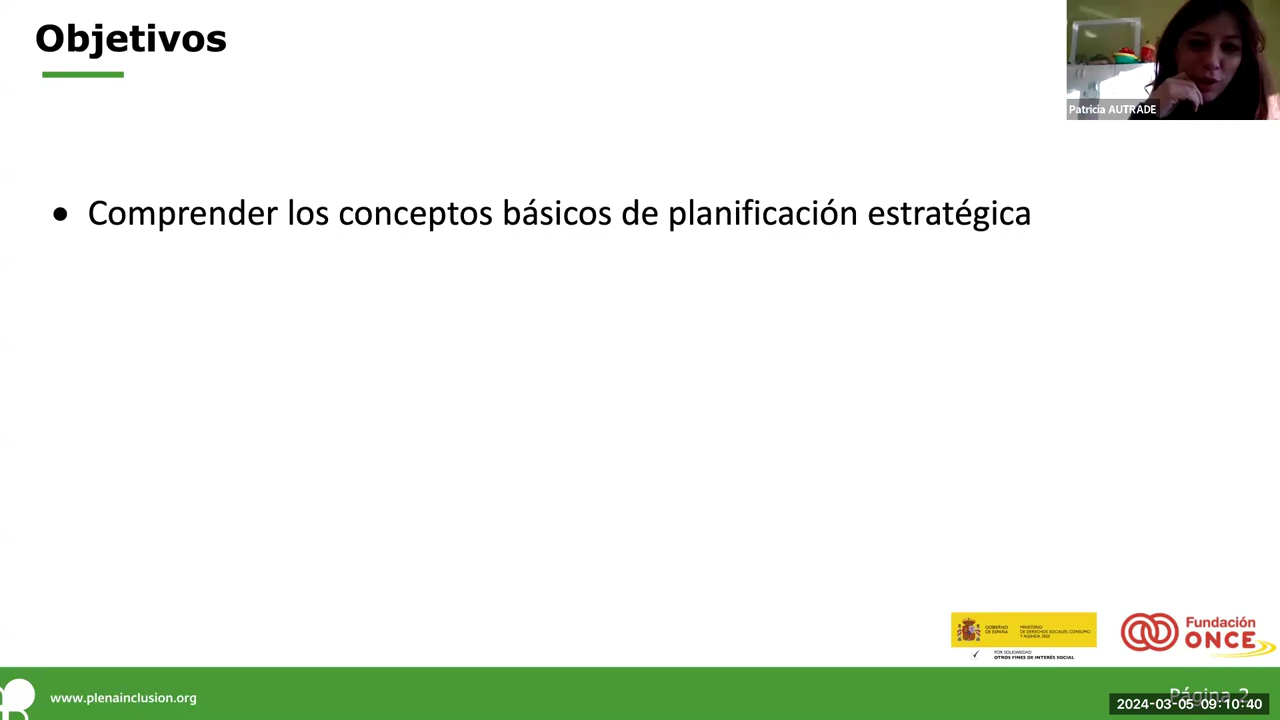 Objetivos
Patricia AUTRADE
• Comprender los conceptos básicos de planificación estratégica
GOBIERNO
DE ESPAÑA
MINISTERIO
DE DERECHOS SOCIALES, CONSUMO
Y AGENDA 2030
POR SOLIDARIDAD
OTROS FINES DE INTERÉS SOCIAL
Fundación
ONCE
www.plenainclusion.org
Página 2
2024-03-05 09:10:40